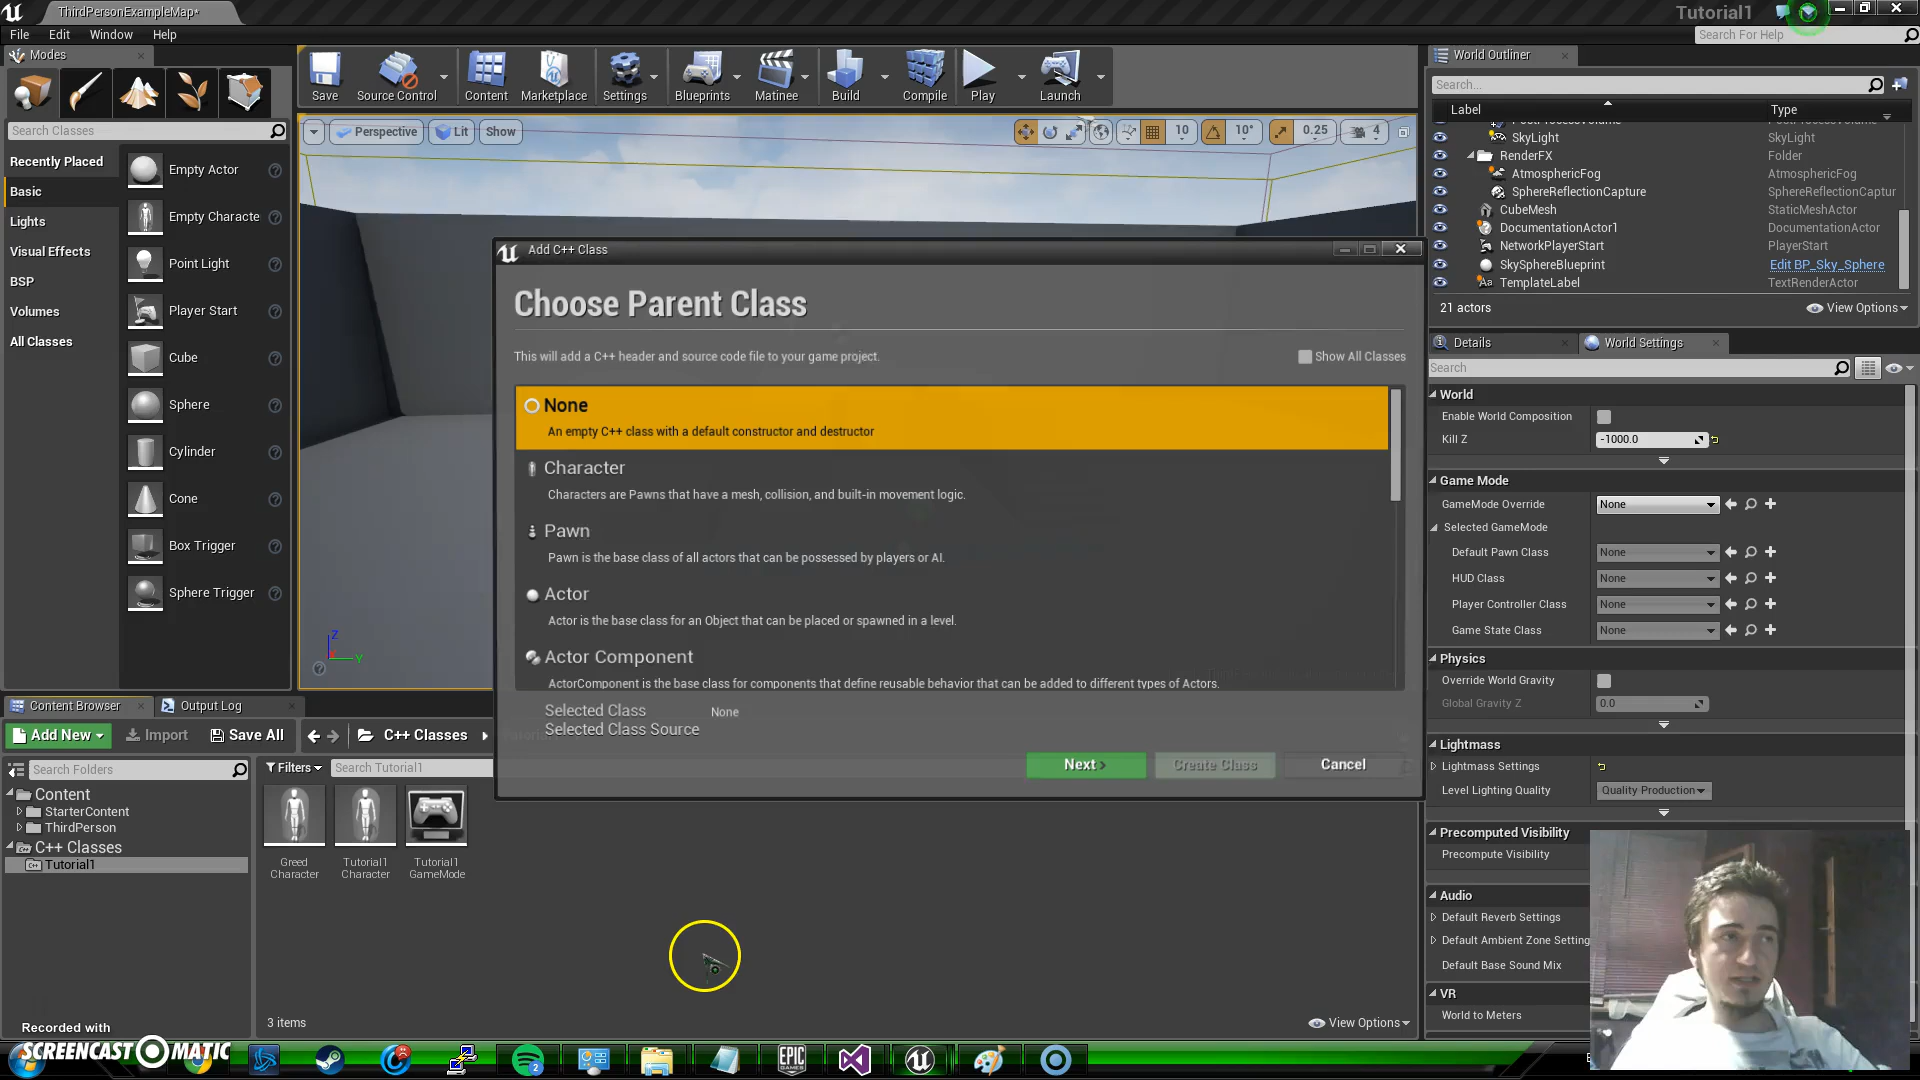 ThirdPersonExampleMap*
Tutorial1
File Edit Window Help
Search For Help
Modes
Search Classes
Recently Placed
Basic
Lights
Visual Effects
BSP
Volumes
All Classes
Empty Actor
Empty Characte
Point Light
Player Start
Cube
Sphere
Cylinder
Cone
Box Trigger
Sphere Trigger
Save
Source Control
Content
Marketplace
Settings
Blueprints
Matinee
Build
Compile
Play
Launch
Perspective
Lit
Show
10
10°
0.25
4
Z
Y
Add C++ Class
Choose Parent Class
This will add a C++ header and source code file to your game project.
Show All Classes
None
An empty C++ class with a default constructor and destructor
Character
Characters are Pawns that have a mesh, collision, and built-in movement logic.
Pawn
Pawn is the base class of all actors that can be possessed by players or AI.
Actor
Actor is the base class for an Object that can be placed or spawned in a level.
Actor Component
ActorComponent is the base class for components that define reusable behavior that can be added to different types of Actors.
Selected Class None
Selected Class Source
Next >
Create Class
Cancel
World Outliner
Search...
Label Type
PostProcessVolume
SkyLight SkyLight
RenderFX Folder
AtmosphericFog AtmosphericFog
SphereReflectionCapture SphereReflectionCaptur
CubeMesh StaticMeshActor
DocumentationActor1 DocumentationActor
NetworkPlayerStart PlayerStart
SkySphereBlueprint Edit BP_Sky_Sphere
TemplateLabel TextRenderActor
21 actors
View Options
Details
World Settings
Search
World
Enable World Composition
Kill Z -1000.0
Game Mode
GameMode Override None
Selected GameMode
Default Pawn Class None
HUD Class None
Player Controller Class None
Game State Class None
Physics
Override World Gravity
Global Gravity Z 0.0
Lightmass
Lightmass Settings
Level Lighting Quality Quality Production
Precomputed Visibility
Precompute Visibility
Audio
Default Reverb Settings
Default Ambient Zone Setting
Default Base Sound Mix
VR
World to Meters
Content Browser
Output Log
Add New
Import
Save All
C++ Classes
Search Folders
Filters
Search Tutorial1
Content
StarterContent
ThirdPerson
C++ Classes
Tutorial1
Greed
Character
Tutorial1
Character
Tutorial1
GameMode
3 items
View Options
Recorded with
SCREENCAST MATIC
2
EPIC
GAMES